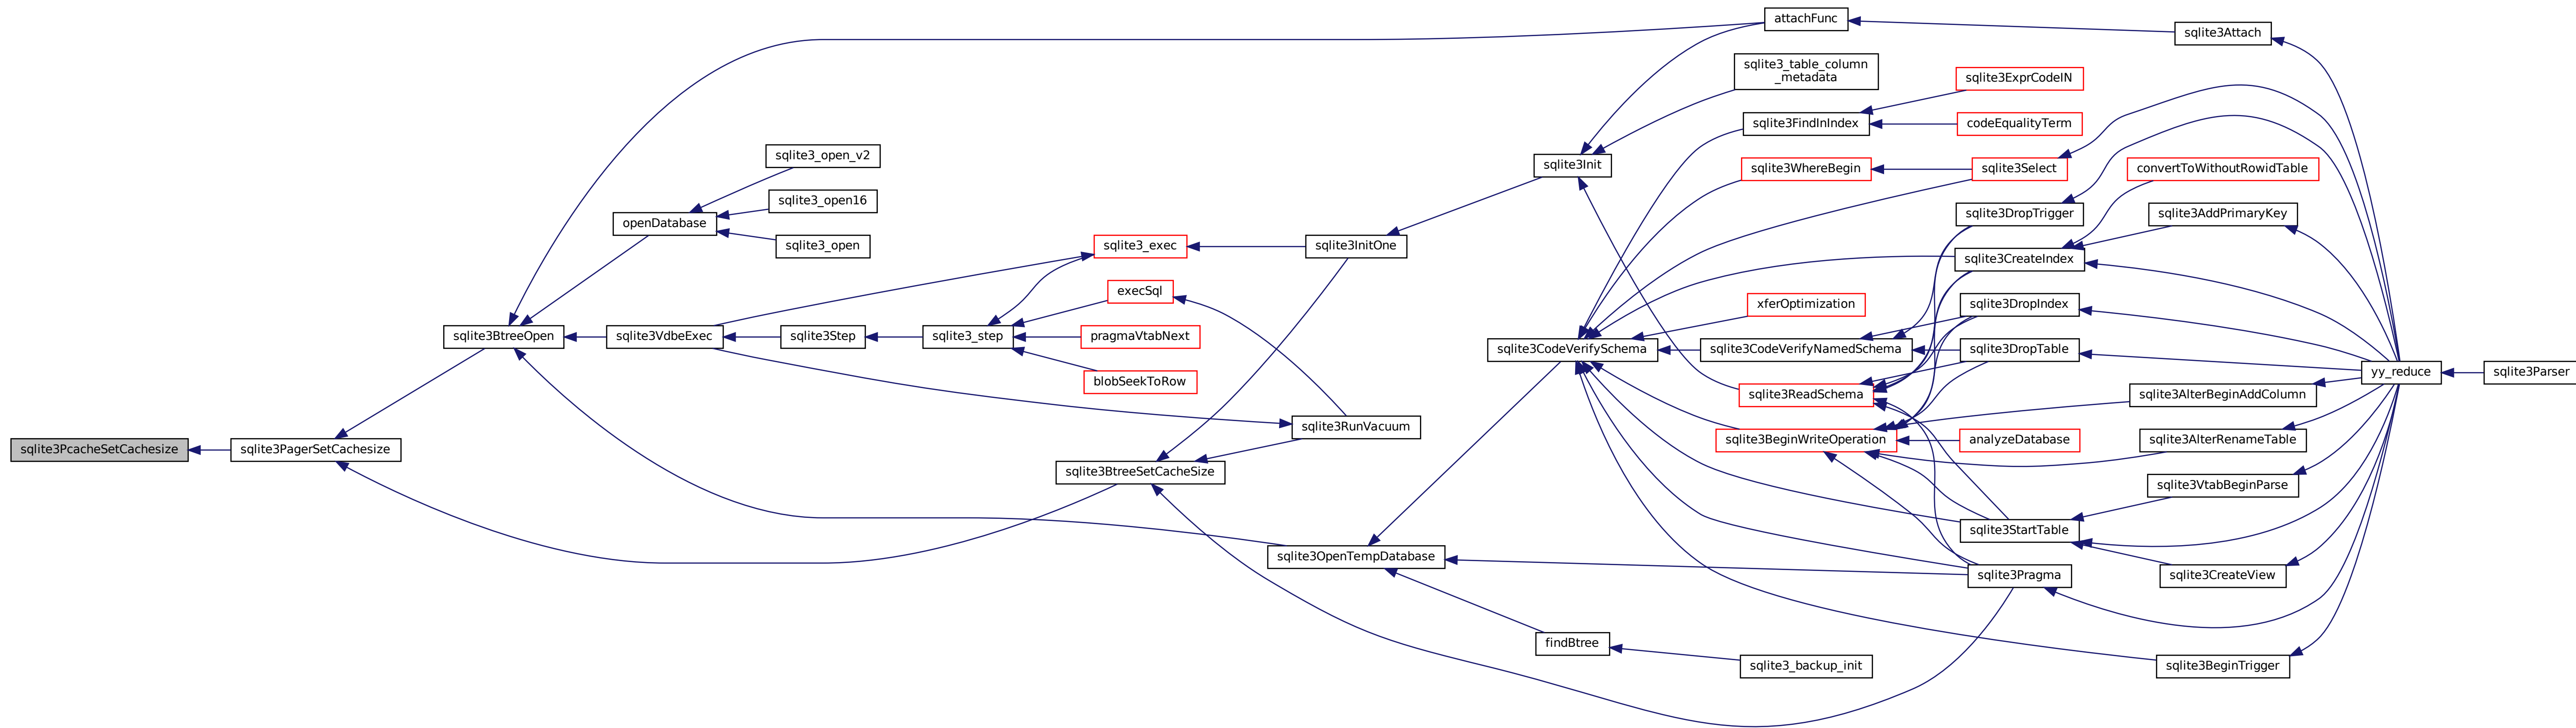 attachFunc
sqlite3Attach
sqlite3_table_column
_metadata
sqlite3ExprCodeIN
sqlite3FindInIndex
codeEqualityTerm
sqlite3_open_v2
sqlite3Init
sqlite3WhereBegin
sqlite3Select
convertToWithoutRowidTable
sqlite3_open16
openDatabase
sqlite3DropTrigger
sqlite3AddPrimaryKey
sqlite3_open
sqlite3_exec
sqlite3InitOne
sqlite3CreateIndex
execSql
xferOptimization
sqlite3DropIndex
sqlite3BtreeOpen
sqlite3VdbeExec
sqlite3Step
sqlite3_step
pragmaVtabNext
sqlite3CodeVerifySchema
sqlite3CodeVerifyNamedSchema
sqlite3DropTable
yy_reduce
sqlite3Parser
blobSeekToRow
sqlite3ReadSchema
sqlite3AlterBeginAddColumn
sqlite3RunVacuum
sqlite3BeginWriteOperation
analyzeDatabase
sqlite3AlterRenameTable
sqlite3PcacheSetCachesize
sqlite3PagerSetCachesize
sqlite3BtreeSetCacheSize
sqlite3VtabBeginParse
sqlite3StartTable
sqlite3OpenTempDatabase
sqlite3Pragma
sqlite3CreateView
findBtree
sqlite3_backup_init
sqlite3BeginTrigger